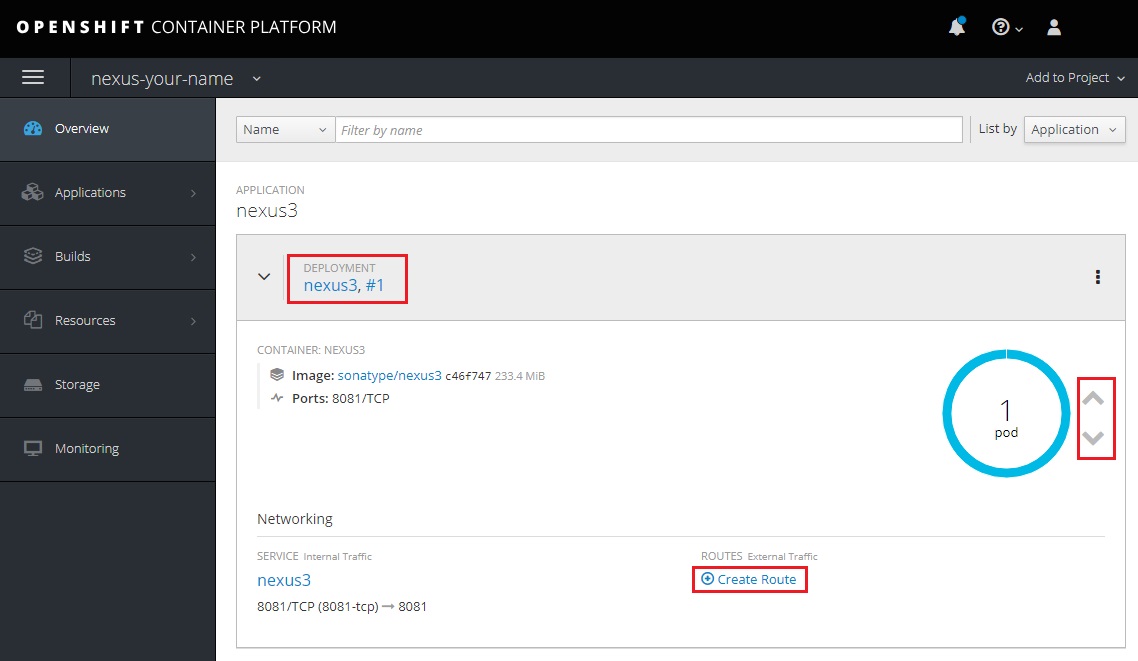 OPENSHIFT CONTAINER PLATFORM
nexus-your-name
Add to Project
Overview
Applications
Builds
Resources
Storage
Monitoring
Name
Filter by name
List by
Application
APPLICATION
nexus3
DEPLOYMENT
nexus3, #1
CONTAINER: NEXUS3
Image: sonatype/nexus3 c46f747 233.4 MiB
Ports: 8081/TCP
1
pod
Networking
SERVICE Internal Traffic
nexus3
8081/TCP (8081-tcp) → 8081
ROUTES External Traffic
Create Route